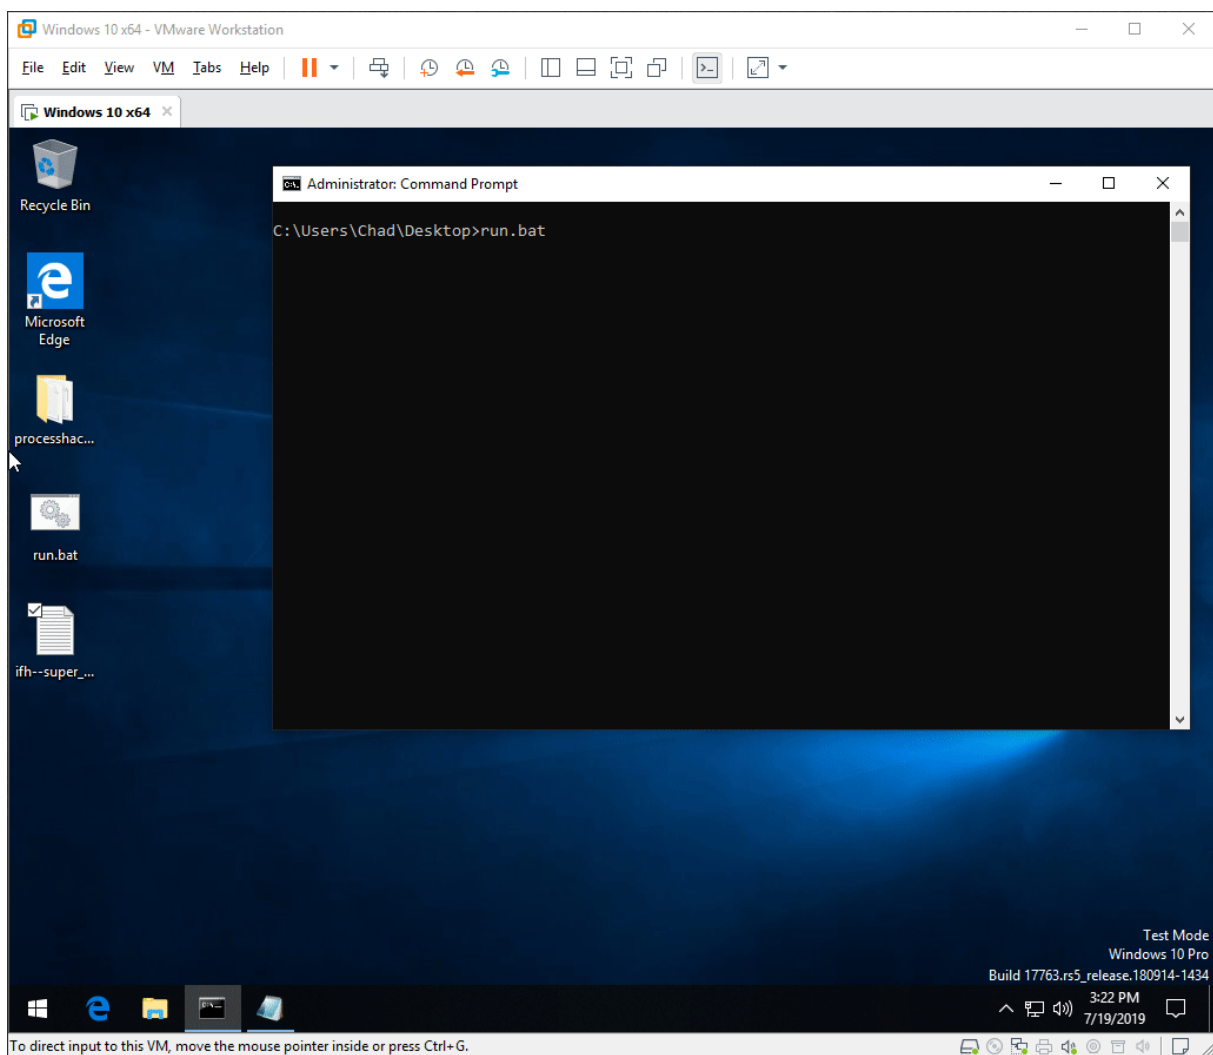 Windows 10 x64 - VMware Workstation
File Edit View VM Tabs Help
Windows 10 x64
Recycle Bin
Administrator: Command Prompt
C:\Users\Chad\Desktop>run.bat
Microsoft
Edge
processhac...
run.bat
ifh--super_...
Test Mode
Windows 10 Pro
Build 17763.rs5_release.180914-1434
3:22 PM
7/19/2019
To direct input to this VM, move the mouse pointer inside or press Ctrl+G.